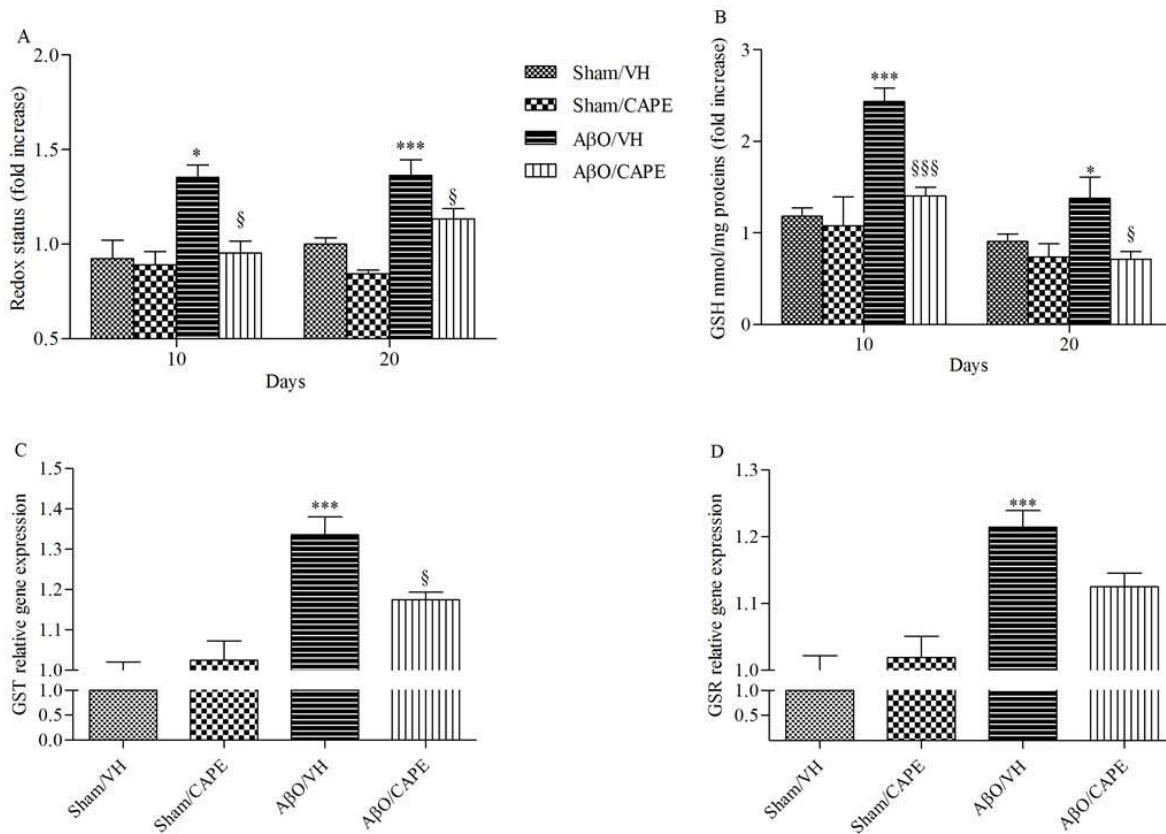 A
Redox status (fold increase)
2.0
1.5
1.0
0.5
*
§
***
§
10
20
Days
Sham/VH
Sham/CAPE
AβO/VH
AβO/CAPE
B
GSH mmol/mg proteins (fold increase)
3
2
1
0
***
§§§
*
§
10
20
Days
C
GST relative gene expression
1.5
1.4
1.3
1.2
1.1
1.0
1.0
0.5
0.0
***
§
Sham/VH
Sham/CAPE
AβO/VH
AβO/CAPE
D
GSR relative gene expression
1.3
1.2
1.1
1.0
1.0
0.5
***
Sham/VH
Sham/CAPE
AβO/VH
AβO/CAPE